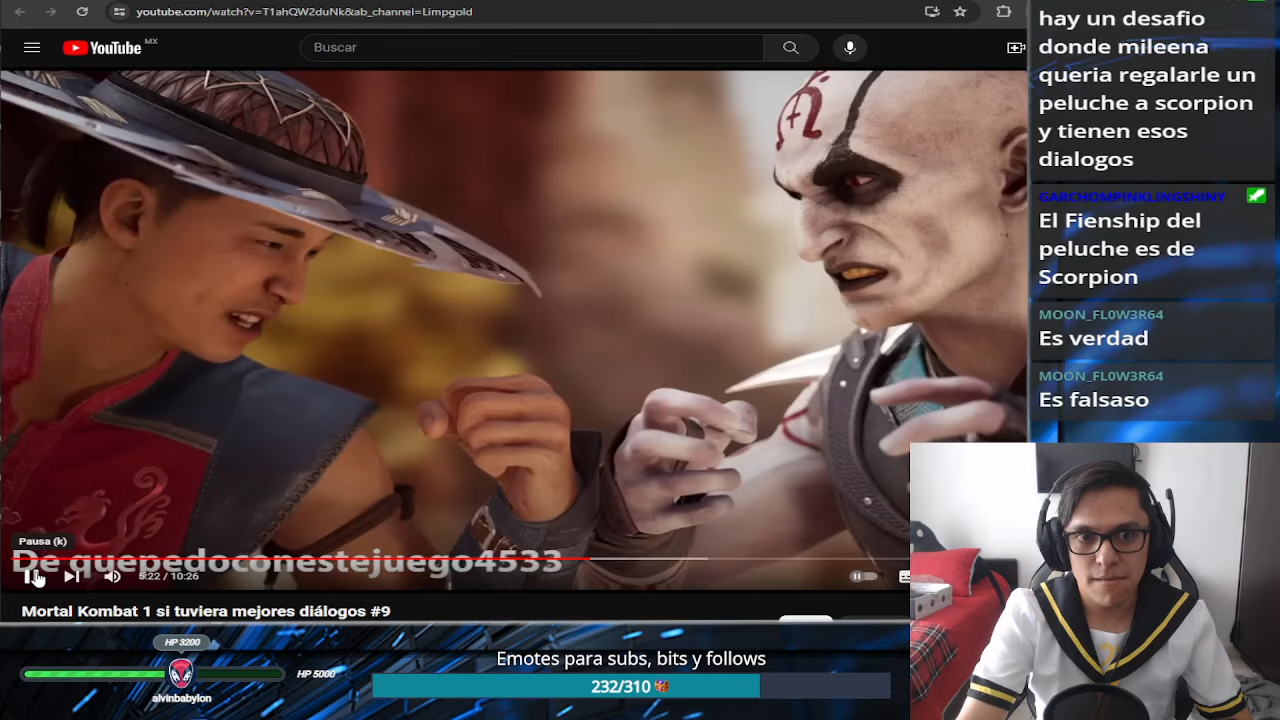 youtube.com/watch?v=T1ahQW2duNk&ab_channel=Limpgold
YouTube MX
Buscar
Pausa (k)
De quepedoconestejuego4533
5:22 / 10:26
Mortal Kombat 1 si tuviera mejores diálogos #9
hay un desafio
donde mileena
queria regalarle un
peluche a scorpion
y tienen esos
dialogos
GARCHOMPINKLINGSHINY
El Fienship del
peluche es de
Scorpion
MOON_FL0W3R64
Es verdad
MOON_FL0W3R64
Es falsaso
HP 3200
HP 5000
alvinbabylon
Emotes para subs, bits y follows
232/310